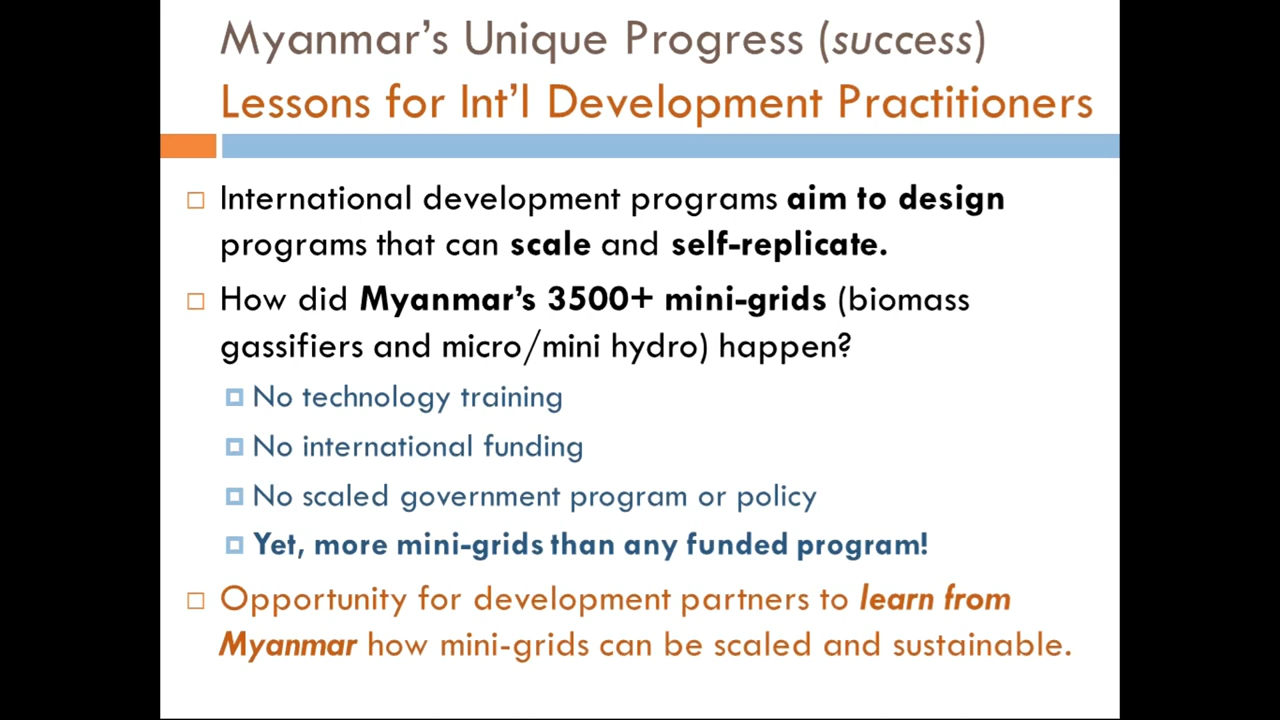 Myanmar's Unique Progress (success)
Lessons for Int'l Development Practitioners
International development programs aim to design
programs that can scale and self-replicate.
How did Myanmar's 3500+ mini-grids (biomass
gassifiers and micro/mini hydro) happen?
No technology training
No international funding
No scaled government program or policy
Yet, more mini-grids than any funded program!
Opportunity for development partners to learn from
Myanmar how mini-grids can be scaled and sustainable.